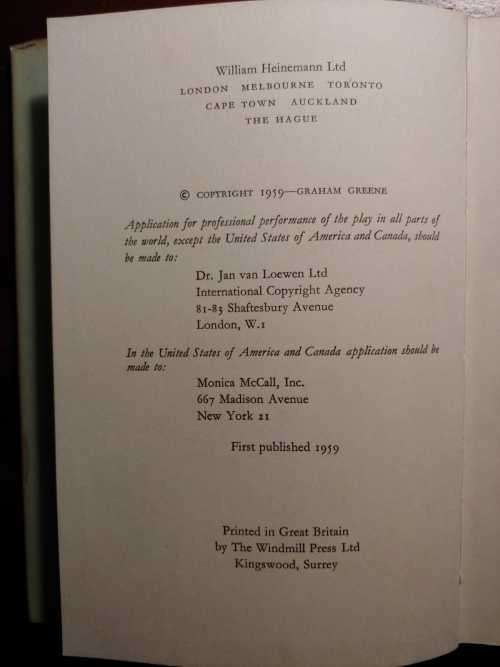 William Heinemann Ltd
LONDON MELBOURNE TORONTO
CAPE TOWN AUCKLAND
THE HAGUE
© COPYRIGHT 1959—GRAHAM GREENE
Application for professional performance of the play in all parts of
the world, except the United States of America and Canada, should
be made to:
Dr. Jan van Loewen Ltd
International Copyright Agency
81-83 Shaftesbury Avenue
London, W.1
In the United States of America and Canada application should be
made to:
Monica McCall, Inc.
667 Madison Avenue
New York 21
First published 1959
Printed in Great Britain
by The Windmill Press Ltd
Kingswood, Surrey